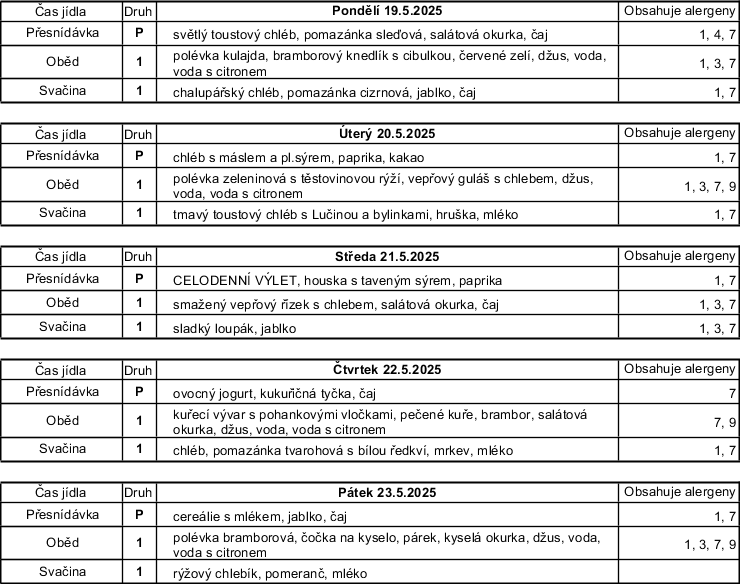 Čas jídla Druh Pondělí 19.5.2025 Obsahuje alergeny
Přesnídávka P světlý toustový chléb, pomazánka sleďová, salátová okurka, čaj 1, 4, 7
Oběd 1 polévka kulajda, bramborový knedlík s cibulkou, červené zelí, džus, voda,
voda s citronem 1, 3, 7
Svačina 1 chalupářský chléb, pomazánka cizrnová, jablko, čaj 1, 7
Čas jídla Druh Úterý 20.5.2025 Obsahuje alergeny
Přesnídávka P chléb s máslem a pl.sýrem, paprika, kakao 1, 7
Oběd 1 polévka zeleninová s těstovinovou rýží, vepřový guláš s chlebem, džus,
voda, voda s citronem 1, 3, 7, 9
Svačina 1 tmavý toustový chléb s Lučinou a bylinkami, hruška, mléko 1, 7
Čas jídla Druh Středa 21.5.2025 Obsahuje alergeny
Přesnídávka P CELODENNÍ VÝLET, houska s taveným sýrem, paprika 1, 7
Oběd 1 smažený vepřový řízek s chlebem, salátová okurka, čaj 1, 3, 7
Svačina 1 sladký loupák, jablko 1, 3, 7
Čas jídla Druh Čtvrtek 22.5.2025 Obsahuje alergeny
Přesnídávka P ovocný jogurt, kukuřičná tyčka, čaj 7
Oběd 1 kuřecí vývar s pohankovými vločkami, pečené kuře, brambor, salátová
okurka, džus, voda, voda s citronem 7, 9
Svačina 1 chléb, pomazánka tvarohová s bílou ředkví, mrkev, mléko 1, 7
Čas jídla Druh Pátek 23.5.2025 Obsahuje alergeny
Přesnídávka P cereálie s mlékem, jablko, čaj 1, 7
Oběd 1 polévka bramborová, čočka na kyselo, párek, kyselá okurka, džus, voda,
voda s citronem 1, 3, 7, 9
Svačina 1 rýžový chlebík, pomeranč, mléko